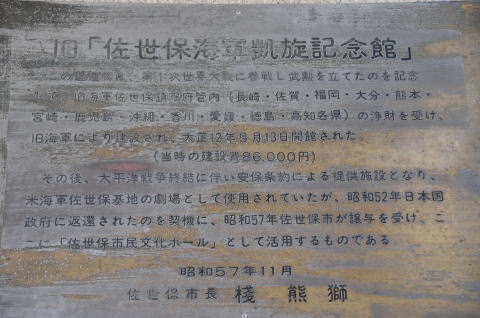 旧「佐世保海軍凱旋記念館」
この建造物は、第1次世界大戦に参戦し武勲を立てたのを記念
して、旧海軍佐世保鎮守府管内（長崎・佐賀・福岡・大分・熊本・
宮崎・鹿児島・沖縄・香川・愛媛・徳島・高知各県）の浄財を受け、
旧海軍により建設され、大正12年5月13日開館された。
（当時の建設費86,000円）
その後、太平洋戦争終結に伴い安保条約による提供施設となり、
米海軍佐世保基地の劇場として使用されていたが、昭和52年日本国
政府に返還されたのを契機に、昭和57年佐世保市が譲与を受け、こ
こに「佐世保市民文化ホール」として活用するものである
昭和57年11月
佐世保市長 棧 熊獅